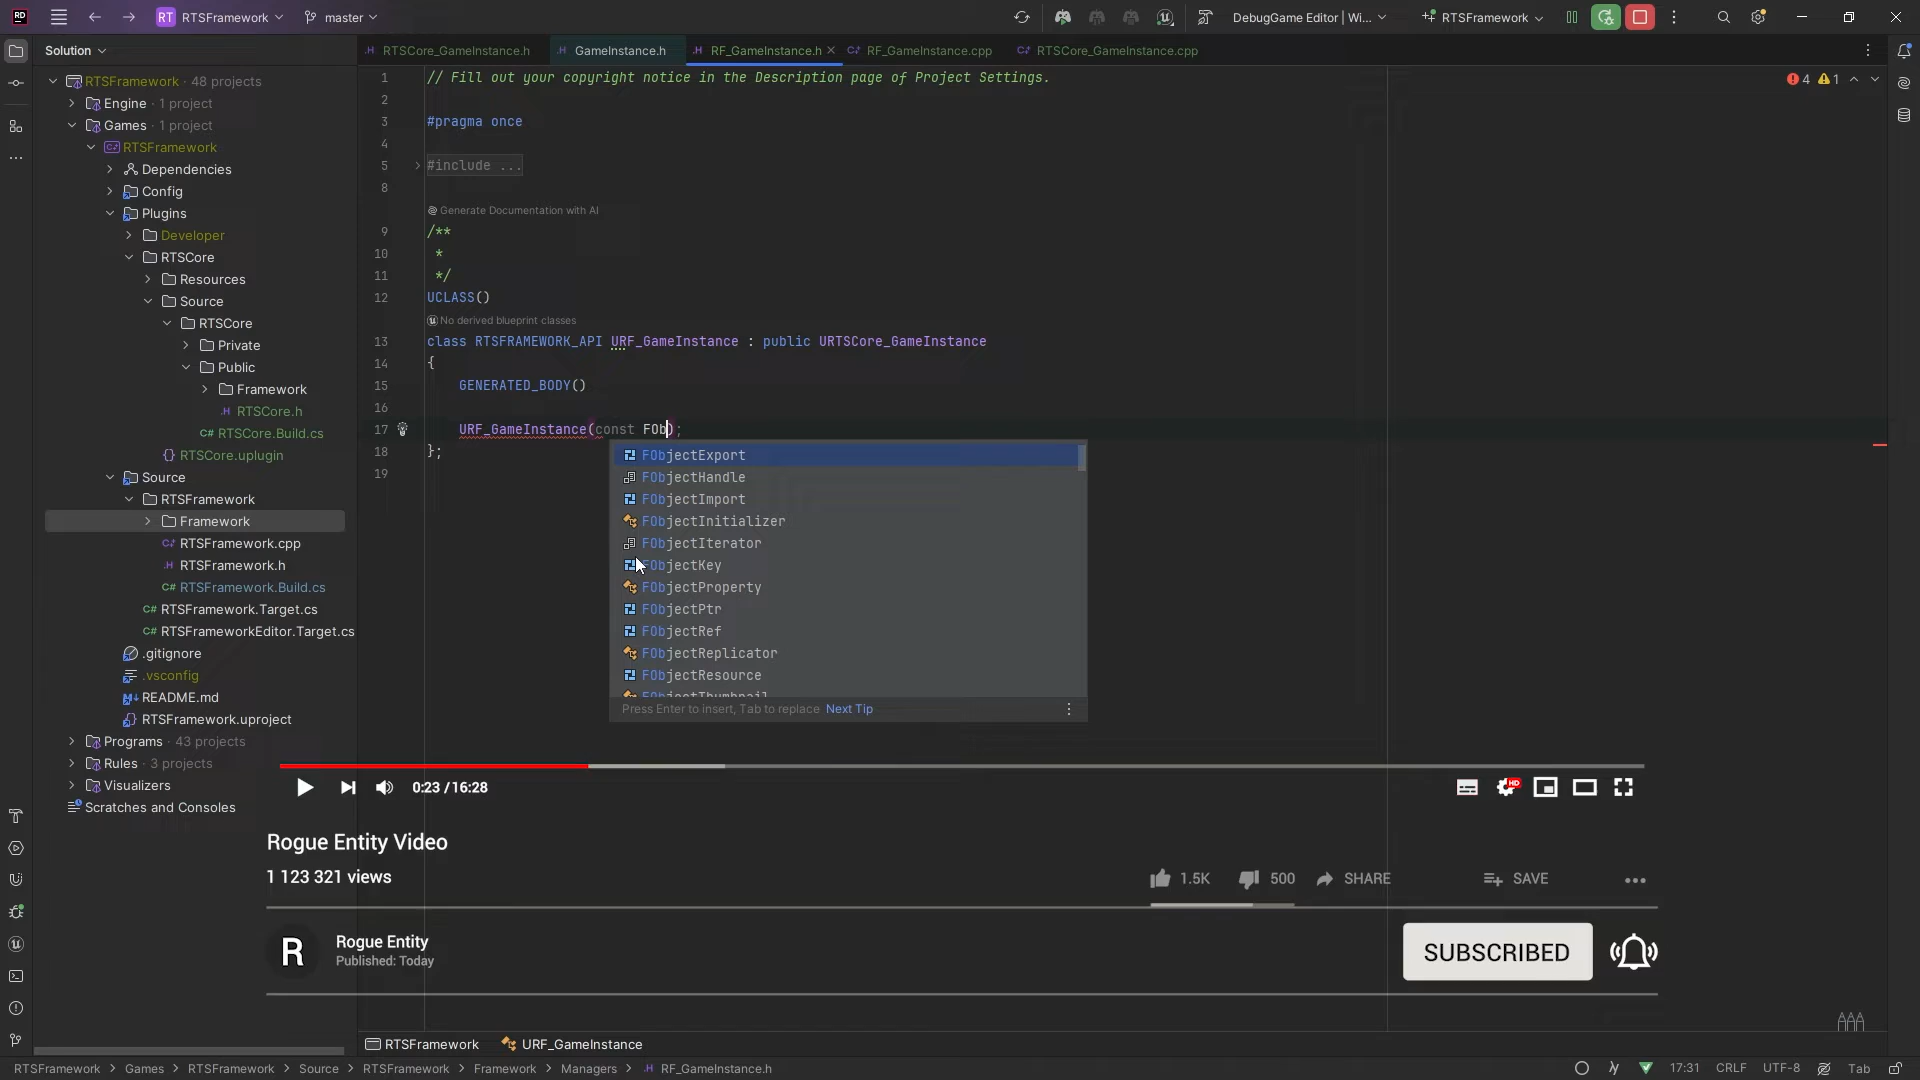 RD
RT RTSFramework
master
DebugGame Editor | Wi...
RTSFramework
Solution
RTSCore_GameInstance.h
GameInstance.h
RF_GameInstance.h
RF_GameInstance.cpp
RTSCore_GameInstance.cpp
RTSFramework · 48 projects
Engine · 1 project
Games · 1 project
RTSFramework
Dependencies
Config
Plugins
Developer
RTSCore
Resources
Source
RTSCore
Private
Public
Framework
RTSCore.h
RTSCore.Build.cs
RTSCore.uplugin
Source
RTSFramework
Framework
RTSFramework.cpp
RTSFramework.h
RTSFramework.Build.cs
RTSFramework.Target.cs
RTSFrameworkEditor.Target.cs
.gitignore
.vsconfig
README.md
RTSFramework.uproject
Programs · 43 projects
Rules · 3 projects
Visualizers
Scratches and Consoles
4 1
1 // Fill out your copyright notice in the Description page of Project Settings.
2
3 #pragma once
4
5 #include ...
8
Generate Documentation with AI
9 /**
10 *
11 */
12 UCLASS()
No derived blueprint classes
13 class RTSFRAMEWORK_API URF_GameInstance : public URTSCore_GameInstance
14 {
15 GENERATED_BODY()
16
17 URF_GameInstance(const FOb);
18 };
19
FObjectExport
FObjectHandle
FObjectImport
FObjectInitializer
FObjectIterator
FObjectKey
FObjectProperty
FObjectPtr
FObjectRef
FObjectReplicator
FObjectResource
FObjectThumbnail
Press Enter to insert, Tab to replace Next Tip
0:23 / 16:28
HD
Rogue Entity Video
1 123 321 views
1.5K
500
SHARE
SAVE
R
Rogue Entity
Published: Today
SUBSCRIBED
RTSFramework
URF_GameInstance
RTSFramework > Games > RTSFramework > Source > RTSFramework > Framework > Managers > RF_GameInstance.h
17:31 CRLF UTF-8 Tab